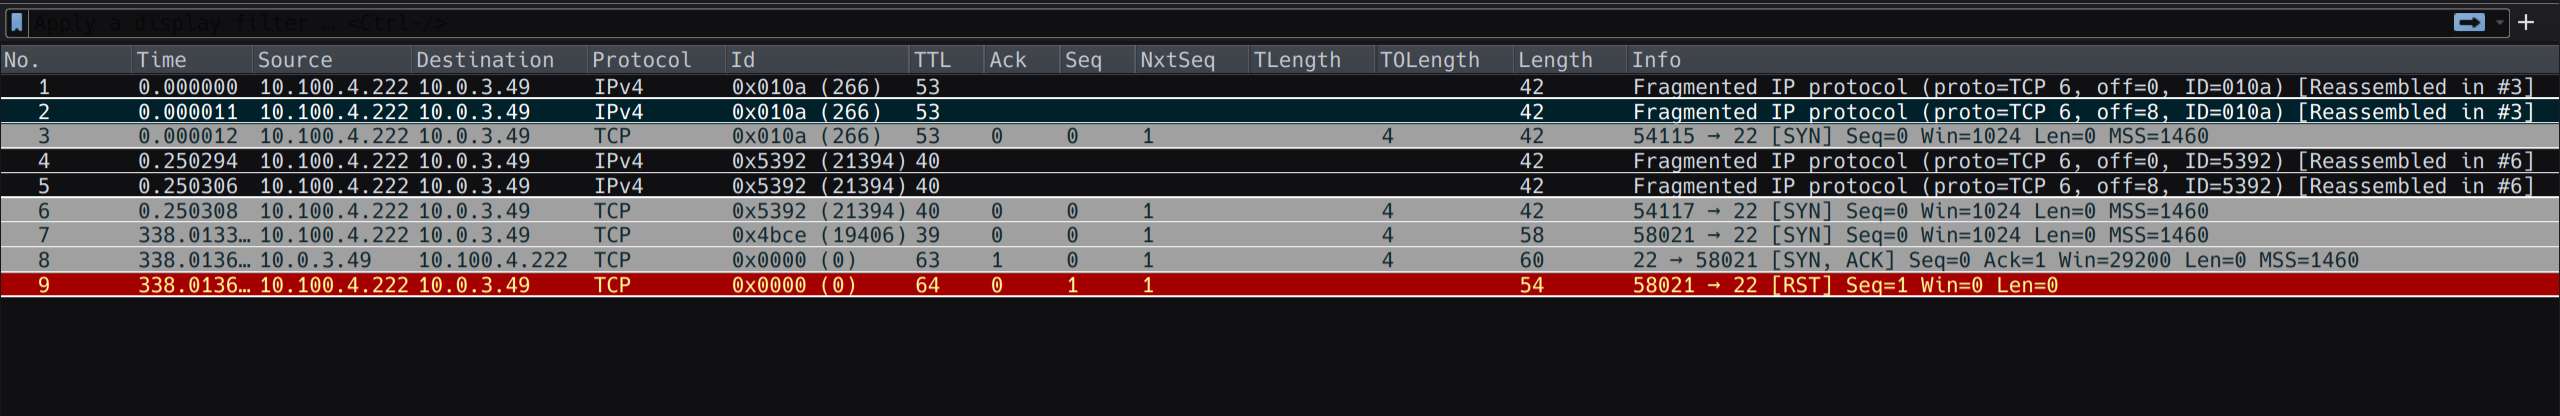 Apply a display filter … <Ctrl-/>
No. Time Source Destination Protocol Id TTL Ack Seq NxtSeq TLength TOLength Length Info
1 0.000000 10.100.4.222 10.0.3.49 IPv4 0x010a (266) 53 42 Fragmented IP protocol (proto=TCP 6, off=0, ID=010a) [Reassembled in #3]
2 0.000011 10.100.4.222 10.0.3.49 IPv4 0x010a (266) 53 42 Fragmented IP protocol (proto=TCP 6, off=8, ID=010a) [Reassembled in #3]
3 0.000012 10.100.4.222 10.0.3.49 TCP 0x010a (266) 53 0 0 1 4 42 54115 → 22 [SYN] Seq=0 Win=1024 Len=0 MSS=1460
4 0.250294 10.100.4.222 10.0.3.49 IPv4 0x5392 (21394) 40 42 Fragmented IP protocol (proto=TCP 6, off=0, ID=5392) [Reassembled in #6]
5 0.250306 10.100.4.222 10.0.3.49 IPv4 0x5392 (21394) 40 42 Fragmented IP protocol (proto=TCP 6, off=8, ID=5392) [Reassembled in #6]
6 0.250308 10.100.4.222 10.0.3.49 TCP 0x5392 (21394) 40 0 0 1 4 42 54117 → 22 [SYN] Seq=0 Win=1024 Len=0 MSS=1460
7 338.0133… 10.100.4.222 10.0.3.49 TCP 0x4bce (19406) 39 0 0 1 4 58 58021 → 22 [SYN] Seq=0 Win=1024 Len=0 MSS=1460
8 338.0136… 10.0.3.49 10.100.4.222 TCP 0x0000 (0) 63 1 0 1 4 60 22 → 58021 [SYN, ACK] Seq=0 Ack=1 Win=29200 Len=0 MSS=1460
9 338.0136… 10.100.4.222 10.0.3.49 TCP 0x0000 (0) 64 0 1 1 54 58021 → 22 [RST] Seq=1 Win=0 Len=0